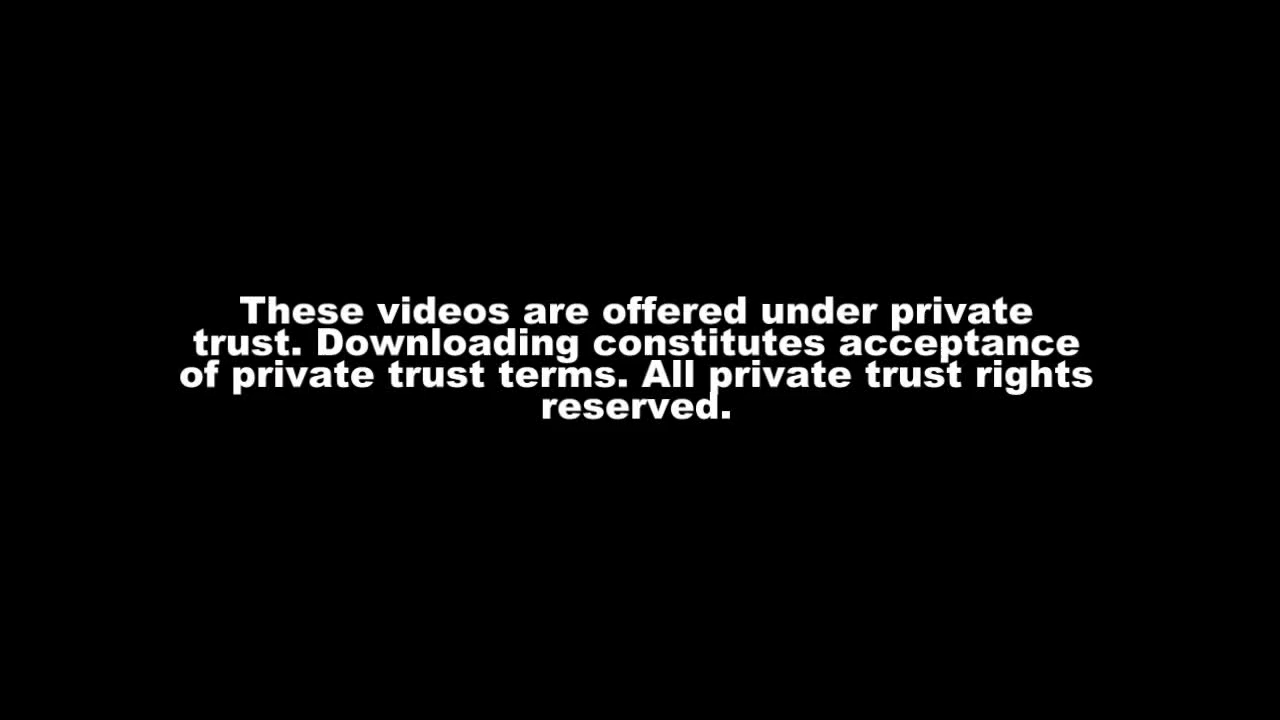 These videos are offered under private
trust. Downloading constitutes acceptance
of private trust terms. All private trust rights
reserved.